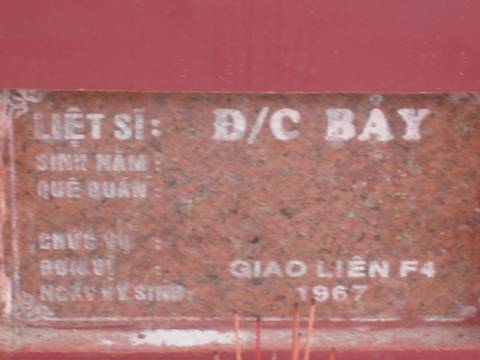 LIỆT SĨ: Đ/C BẢY
SINH NĂM :
QUÊ QUÁN :
CHỨC VỤ :
ĐƠN VỊ : GIAO LIÊN F4
NGÀY HY SINH: 1967